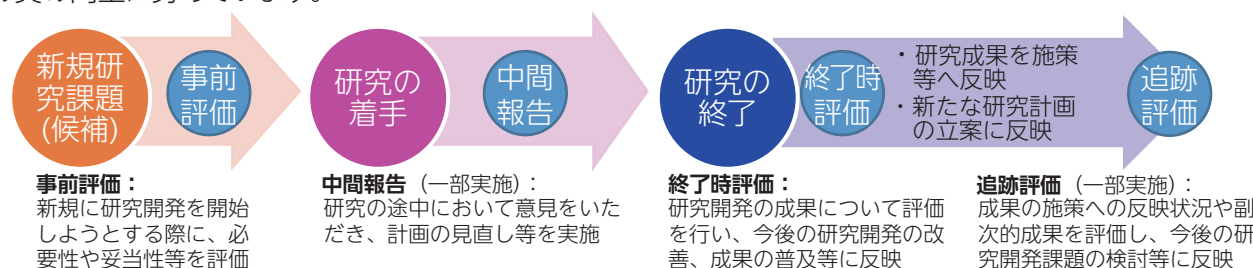 新規研
究課題
(候補)
事前
評価
研究の
着手
中間
報告
研究の
終了
終了時
評価
・研究成果を施策
等へ反映
・新たな研究計画
の立案に反映
追跡
評価
事前評価：
新規に研究開発を開始
しようとする際に、必
要性や妥当性等を評価
中間報告（一部実施）：
研究の途中において意見をいた
だき、計画の見直し等を実施
終了時評価：
研究開発の成果について評価
を行い、今後の研究開発の改
善、成果の普及等に反映
追跡評価（一部実施）：
成果の施策への反映状況や副
次的成果を評価し、今後の研
究開発課題の検討等に反映